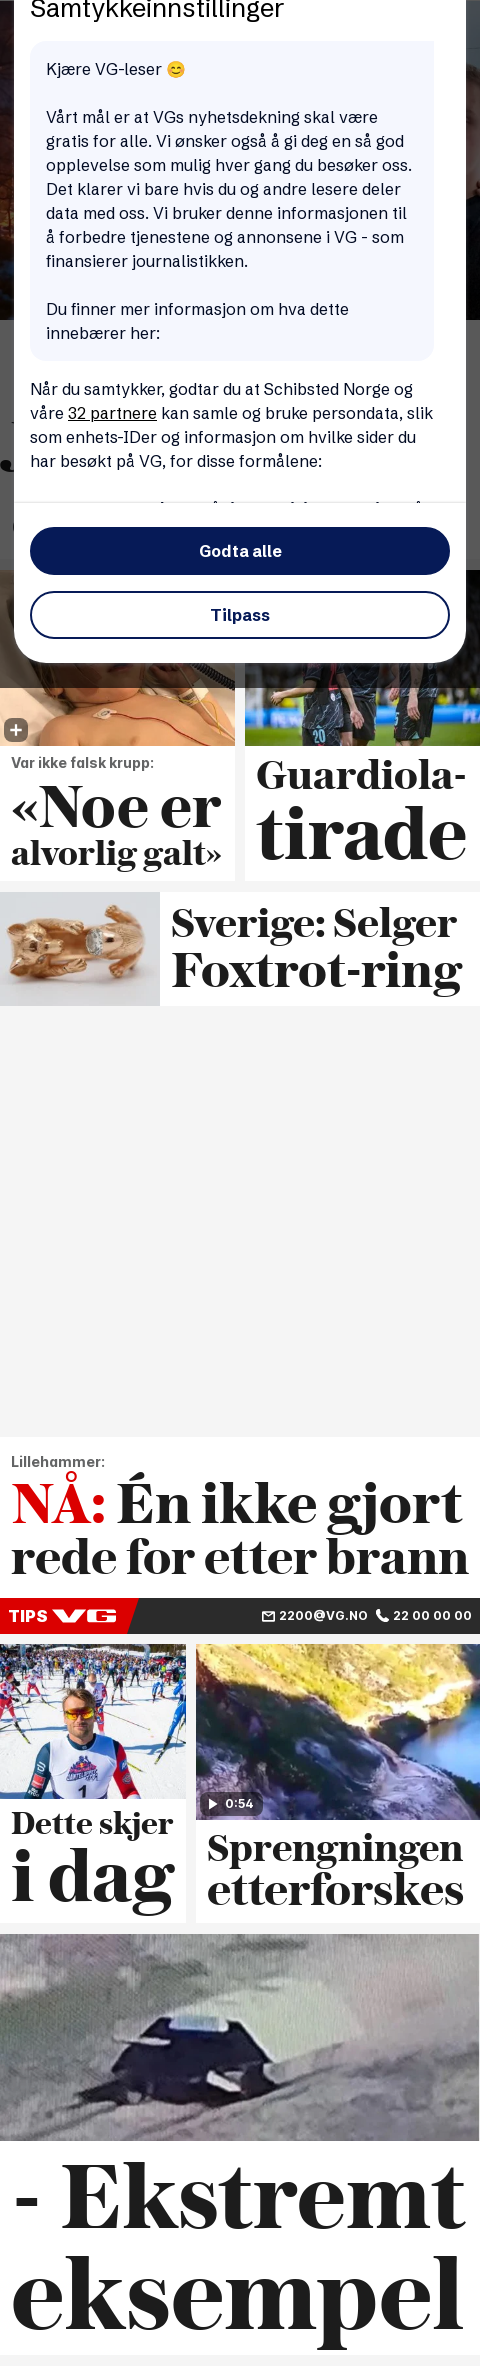 Samtykkeinnstillinger
Kjære VG-leser 😊
Vårt mål er at VGs nyhetsdekning skal være
gratis for alle. Vi ønsker også å gi deg en så god
opplevelse som mulig hver gang du besøker oss.
Det klarer vi bare hvis du og andre lesere deler
data med oss. Vi bruker denne informasjonen til
å forbedre tjenestene og annonsene i VG - som
finansierer journalistikken.
Du finner mer informasjon om hva dette
innebærer her:
Når du samtykker, godtar du at Schibsted Norge og
våre 32 partnere kan samle og bruke persondata, slik
som enhets-IDer og informasjon om hvilke sider du
har besøkt på VG, for disse formålene:
Godta alle
Tilpass
20
Var ikke falsk krupp:
«Noe er
alvorlig galt»
Guardiola-
tirade
Sverige: Selger
Foxtrot-ring
Lillehammer:
NÅ: Én ikke gjort
rede for etter brann
TIPS VG
2200@VG.NO 22 00 00 00
1
Dette skjer
i dag
0:54
Sprengningen
etterforskes
- Ekstremt
eksempel